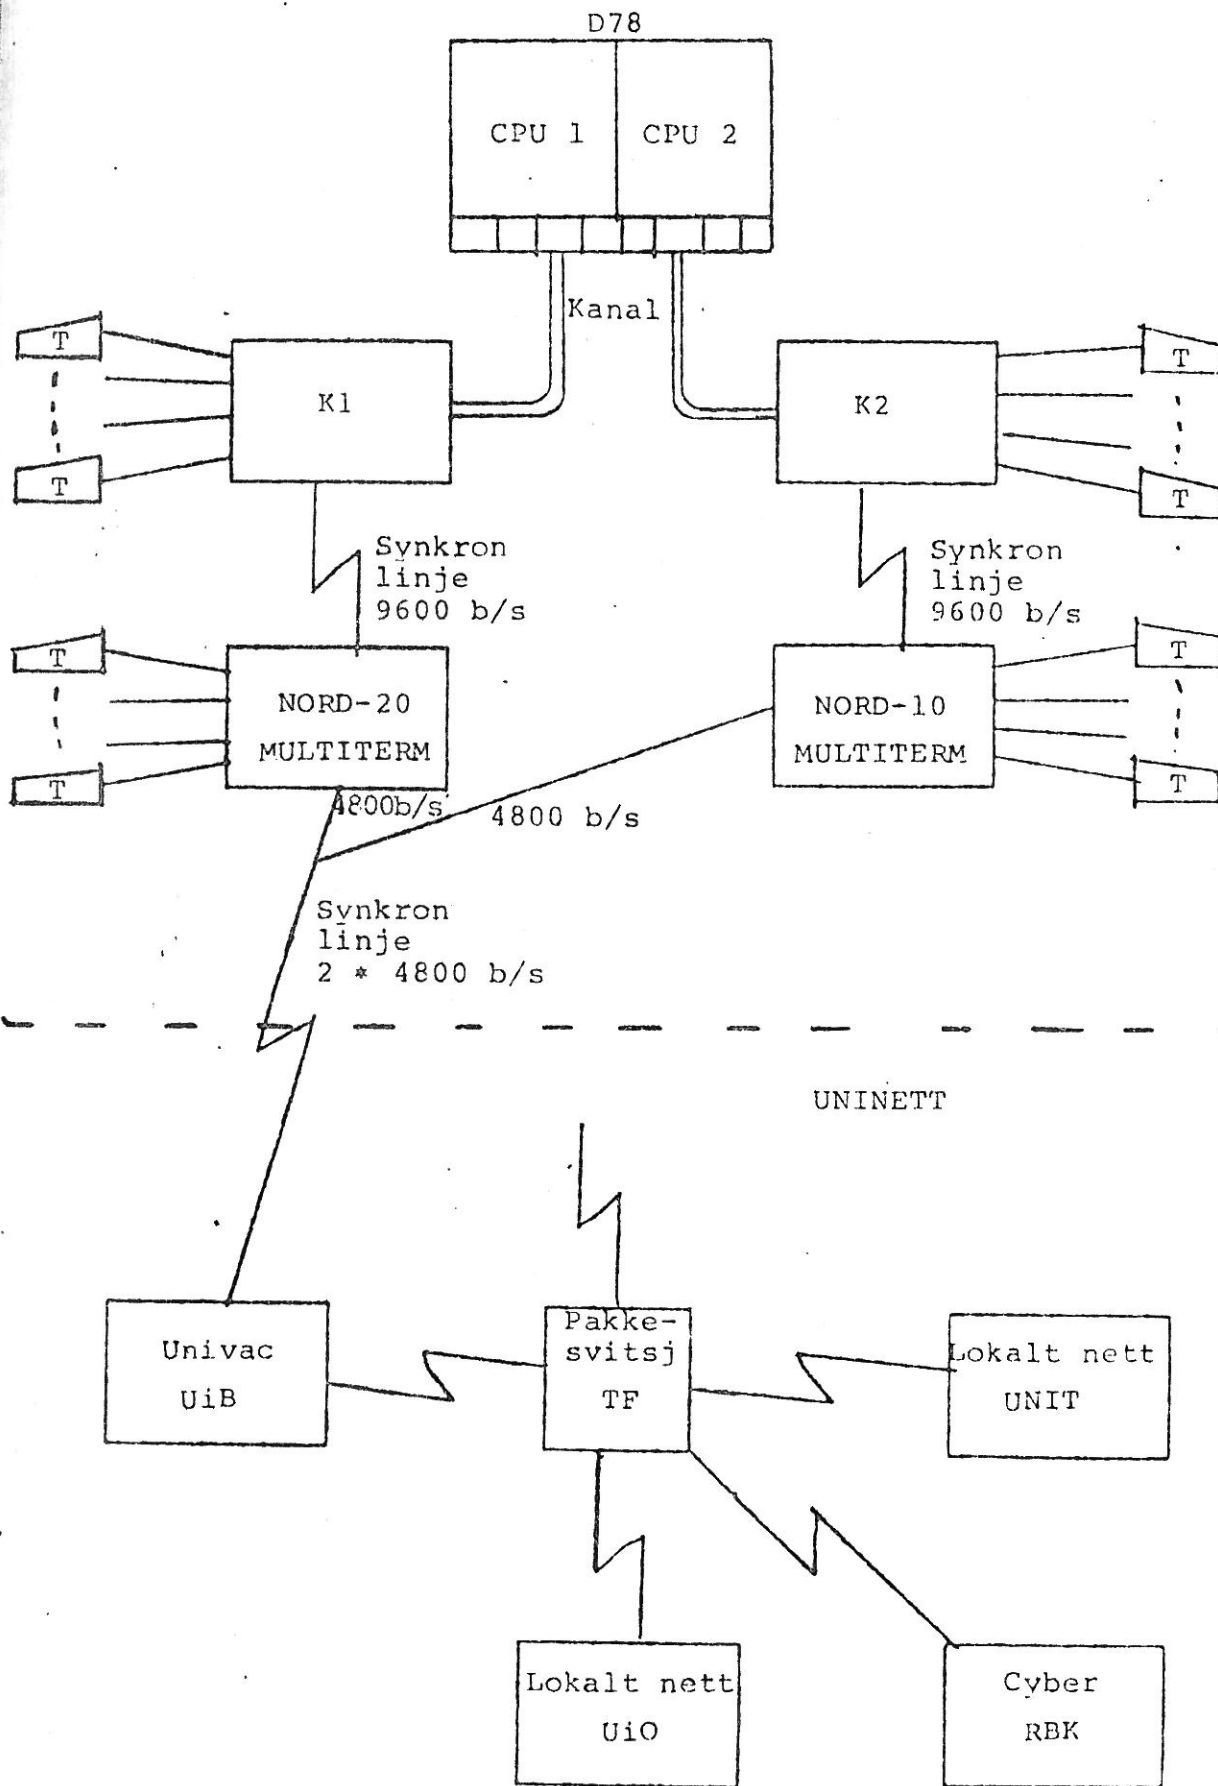 D78
CPU 1
CPU 2
Kanal
T
K1
K2
T
T
T
Synkron
linje
9600 b/s
Synkron
linje
9600 b/s
T
NORD-20
MULTITERM
NORD-10
MULTITERM
T
T
T
4800b/s
4800 b/s
Synkron
linje
2 * 4800 b/s
UNINETT
Univac
UiB
Pakke-
svitsj
TF
Lokalt nett
UNIT
Lokalt nett
UiO
Cyber
RBK